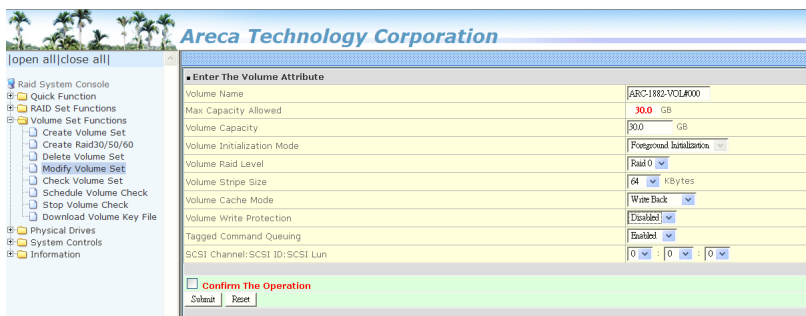 Areca Technology Corporation
|open all|close all|
Raid System Console
Quick Function
RAID Set Functions
Volume Set Functions
Create Volume Set
Create Raid30/50/60
Delete Volume Set
Modify Volume Set
Check Volume Set
Schedule Volume Check
Stop Volume Check
Download Volume Key File
Physical Drives
System Controls
Information
Enter The Volume Attribute
Volume Name ARC-1882-VOL#000
Max Capacity Allowed 30.0 GB
Volume Capacity 30.0 GB
Volume Initialization Mode Foreground Initialization
Volume Raid Level Raid 0
Volume Stripe Size 64 KBytes
Volume Cache Mode Write Back
Volume Write Protection Disabled
Tagged Command Queuing Enabled
SCSI Channel:SCSI ID:SCSI Lun 0 : 0 : 0
Confirm The Operation
Submit Reset